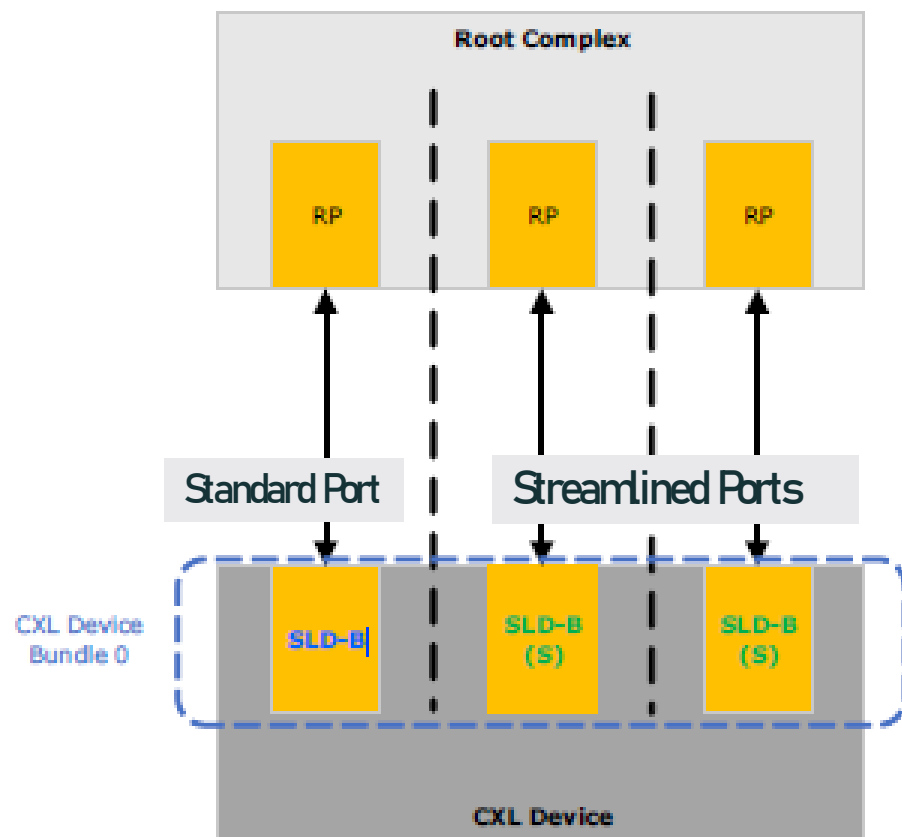 Root Complex
RP
RP
RP
Standard Port
Streamlined Ports
CXL Device
Bundle 0
SLD-B
SLD-B
(S)
SLD-B
(S)
CXL Device